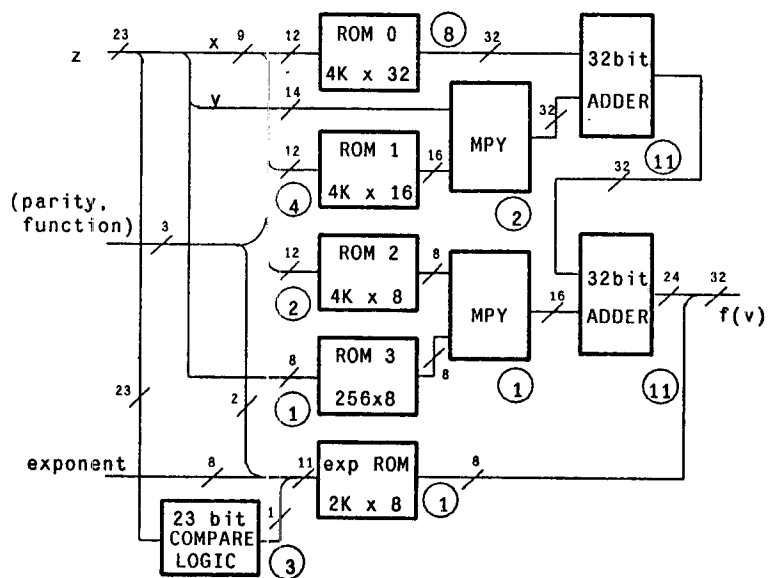 23
z
x
9
12
ROM 0
4K x 32
8
32
32bit
ADDER
11
y
14
MPY
2
32
12
4
ROM 1
4K x 16
16
32
(parity,
function)
3
12
2
ROM 2
4K x 8
8
MPY
1
16
32bit
ADDER
11
24
32
f(v)
8
1
ROM 3
256x8
8
23
2
exponent
8
11
exp ROM
2K x 8
1
8
23 bit
COMPARE
LOGIC
1
3